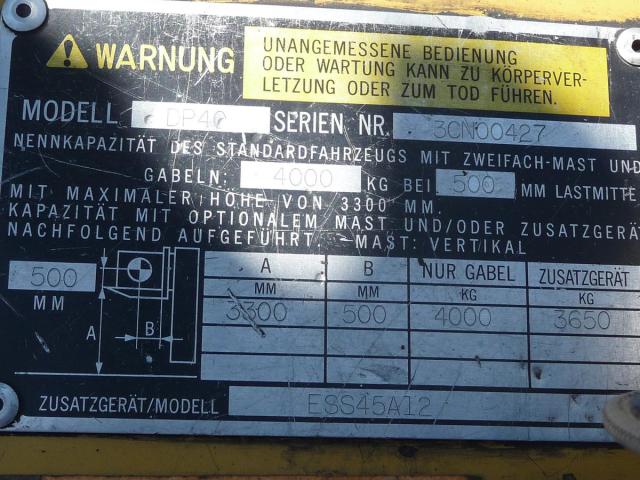 WARNUNG
UNANGEMESSENE BEDIENUNG
ODER WARTUNG KANN ZU KÖRPERVER-
LETZUNG ODER ZUM TOD FÜHREN.
MODELL DP40 SERIEN NR. 3CN00427
NENNKAPAZITÄT DES STANDARDFAHRZEUGS MIT ZWEIFACH-MAST UND
GABELN: 4000 KG BEI 500 MM LASTMITTE
MIT MAXIMALER HÖHE VON 3300 MM.
KAPAZITÄT MIT OPTIONALEM MAST UND/ODER ZUSATZGERÄT
NACHFOLGEND AUFGEFÜHRT -MAST: VERTIKAL
500
MM
A
B
A B NUR GABEL ZUSATZGERÄT
MM MM KG KG
3300 500 4000 3650
ZUSATZGERÄT/MODELL ESS45A12